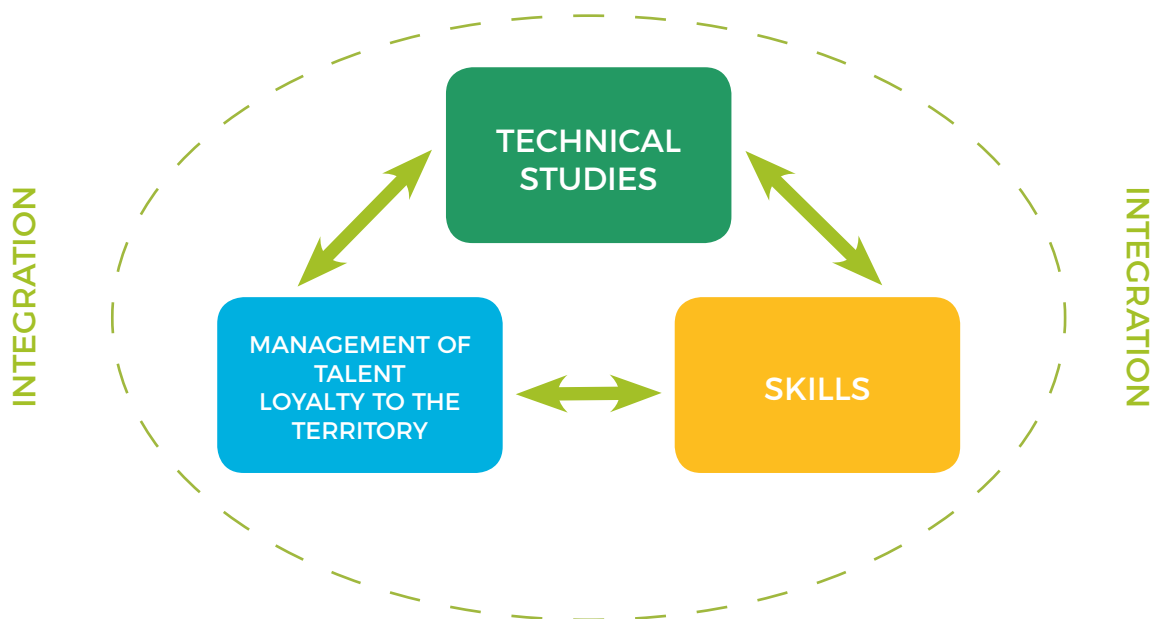 TECHNICAL
STUDIES
INTEGRATION
INTEGRATION
MANAGEMENT OF
TALENT
LOYALTY TO THE
TERRITORY
SKILLS